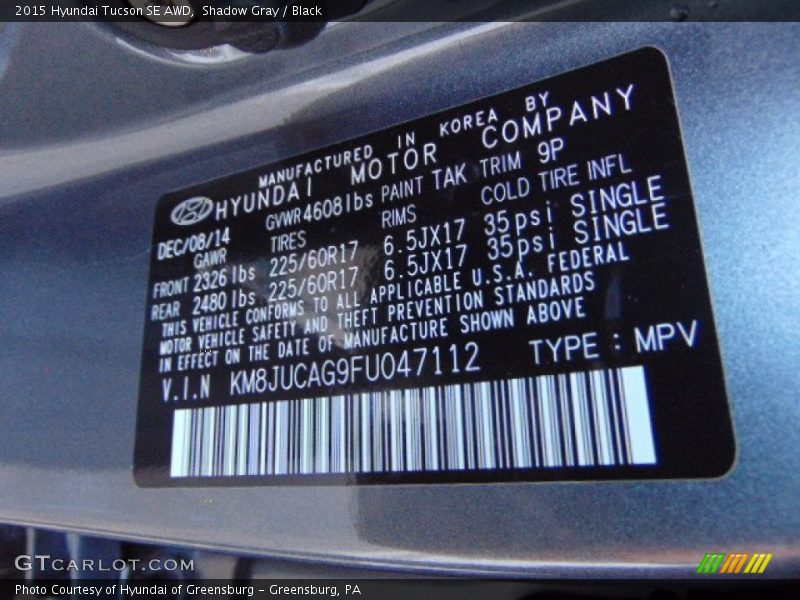 2015 Hyundai Tucson SE AWD, Shadow Gray / Black
MANUFACTURED IN KOREA BY
HYUNDAI MOTOR COMPANY
DEC/08/14 GVWR 4608lbs PAINT TAK TRIM 9P
GAWR TIRES RIMS COLD TIRE INFL
FRONT 2326 lbs 225/60R17 6.5JX17 35psi SINGLE
REAR 2480 lbs 225/60R17 6.5JX17 35psi SINGLE
THIS VEHICLE CONFORMS TO ALL APPLICABLE U.S.A. FEDERAL
MOTOR VEHICLE SAFETY AND THEFT PREVENTION STANDARDS
IN EFFECT ON THE DATE OF MANUFACTURE SHOWN ABOVE
V.I.N KM8JUCAG9FU047112 TYPE : MPV
GTCARLOT.COM
Photo Courtesy of Hyundai of Greensburg - Greensburg, PA